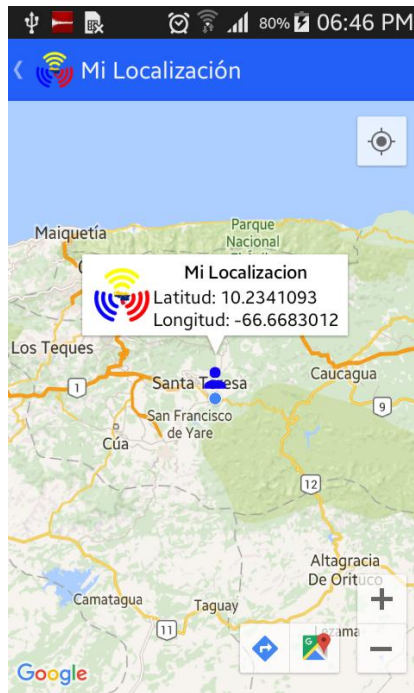 80% 06:46 PM
Mi Localización
Maiquetía
Parque
Nacional
Mi Localizacion
Latitud: 10.2341093
Longitud: -66.6683012
Los Teques
Caucagua
1
Santa Teresa
9
San Francisco
de Yare
Cúa
12
Altagracia
De Orituco
Camatagua
Taguay
+
11
G
−
Google